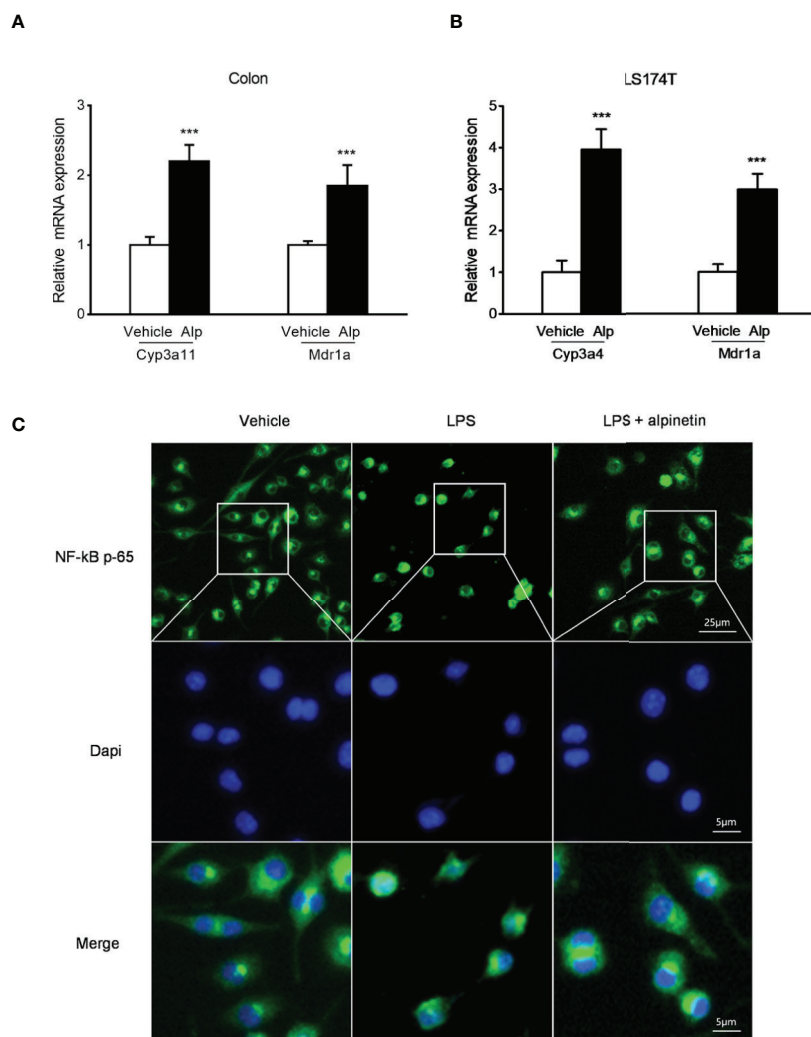 A
B
Colon
LS174T
Relative mRNA expression
3
2
1
0
***
***
Vehicle Alp
Vehicle Alp
Cyp3a11
Mdr1a
Relative mRNA expression
5
4
3
2
1
0
***
***
Vehicle Alp
Vehicle Alp
Cyp3a4
Mdr1a
C
Vehicle
LPS
LPS + alpinetin
NF-kB p-65
25µm
Dapi
5µm
Merge
5µm